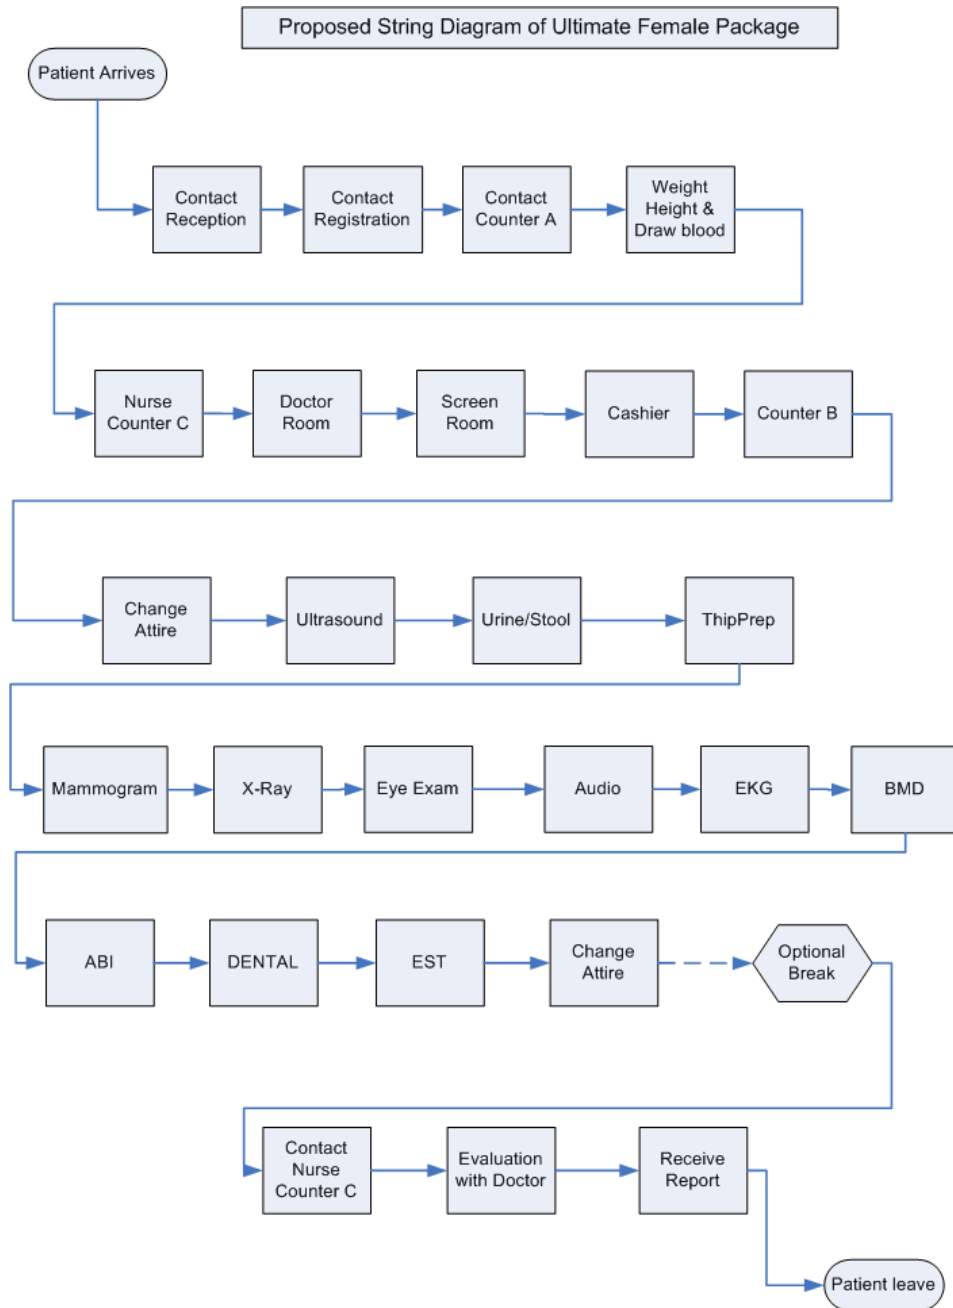 Proposed String Diagram of Ultimate Female Package
Patient Arrives
Contact
Reception
Contact
Registration
Contact
Counter A
Weight
Height &
Draw blood
Nurse
Counter C
Doctor
Room
Screen
Room
Cashier
Counter B
Change
Attire
Ultrasound
Urine/Stool
ThipPrep
Mammogram
X-Ray
Eye Exam
Audio
EKG
BMD
ABI
DENTAL
EST
Change
Attire
Optional
Break
Contact
Nurse
Counter C
Evaluation
with Doctor
Receive
Report
Patient leave